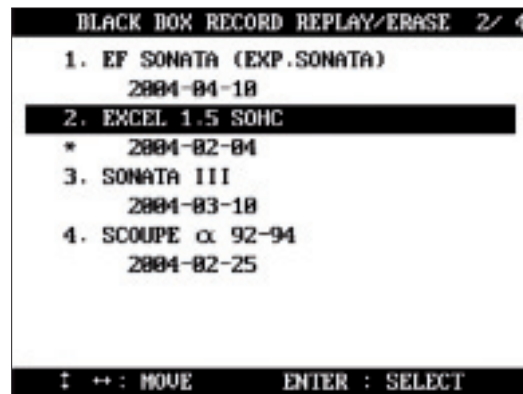 BLACK BOX RECORD REPLAY/ERASE 2/ 4
1. EF SONATA (EXP.SONATA)
2004-04-10
2. EXCEL 1.5 SOHC
* 2004-02-04
3. SONATA III
2004-03-10
4. SCOUPE α 92-94
2004-02-25
↕ ↔: MOVE ENTER : SELECT